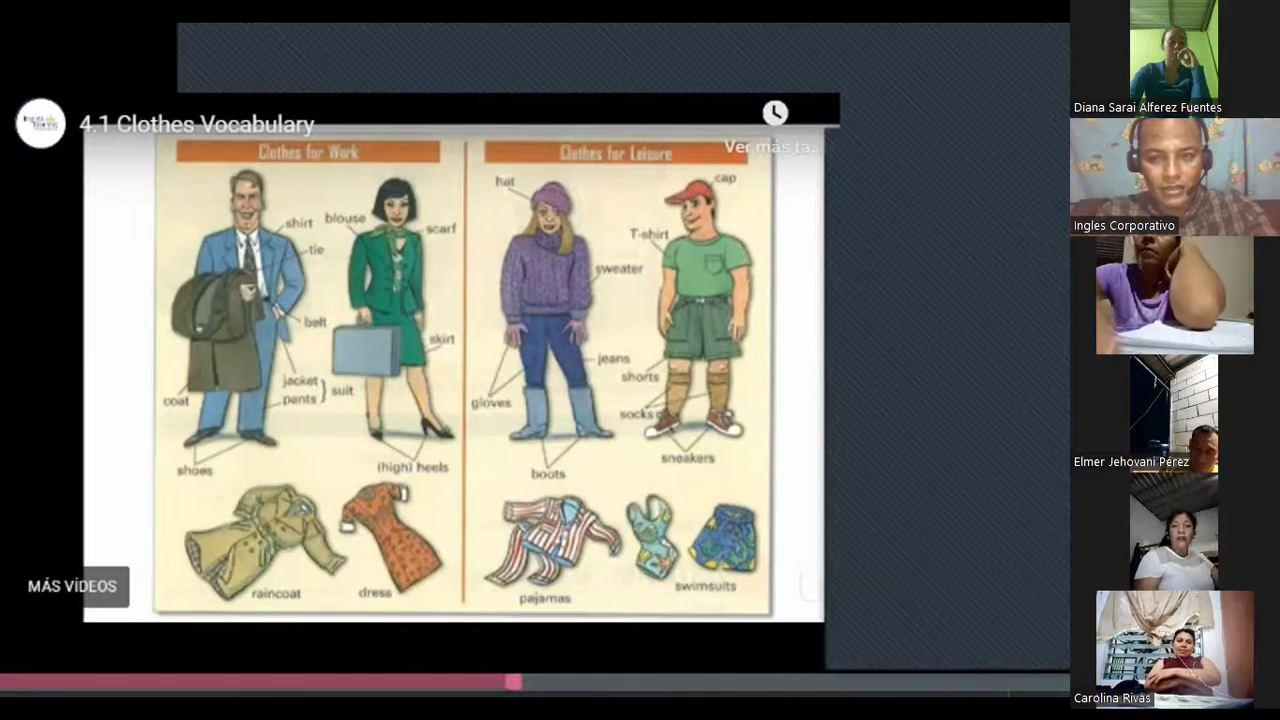 4.1 Clothes Vocabulary
Ver más ta...
Clothes for Work
Clothes for Leisure
shirt
blouse
scarf
tie
belt
skirt
jacket
pants } suit
coat
shoes
(high) heels
raincoat
dress
hat
cap
T-shirt
sweater
jeans
shorts
gloves
socks
sneakers
boots
pajamas
swimsuits
MÁS VÍDEOS
Diana Sarai Alferez Fuentes
Ingles Corporativo
Elmer Jehovani Pérez
Carolina Rivas